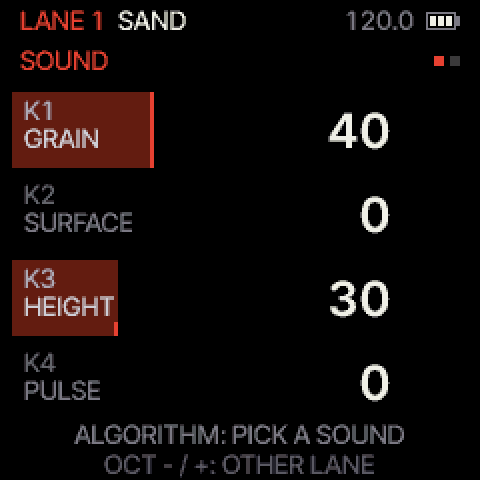 LANE 1 SAND 120.0
SOUND
K1
GRAIN 40
K2
SURFACE 0
K3
HEIGHT 30
K4
PULSE 0
ALGORITHM: PICK A SOUND
OCT - / +: OTHER LANE